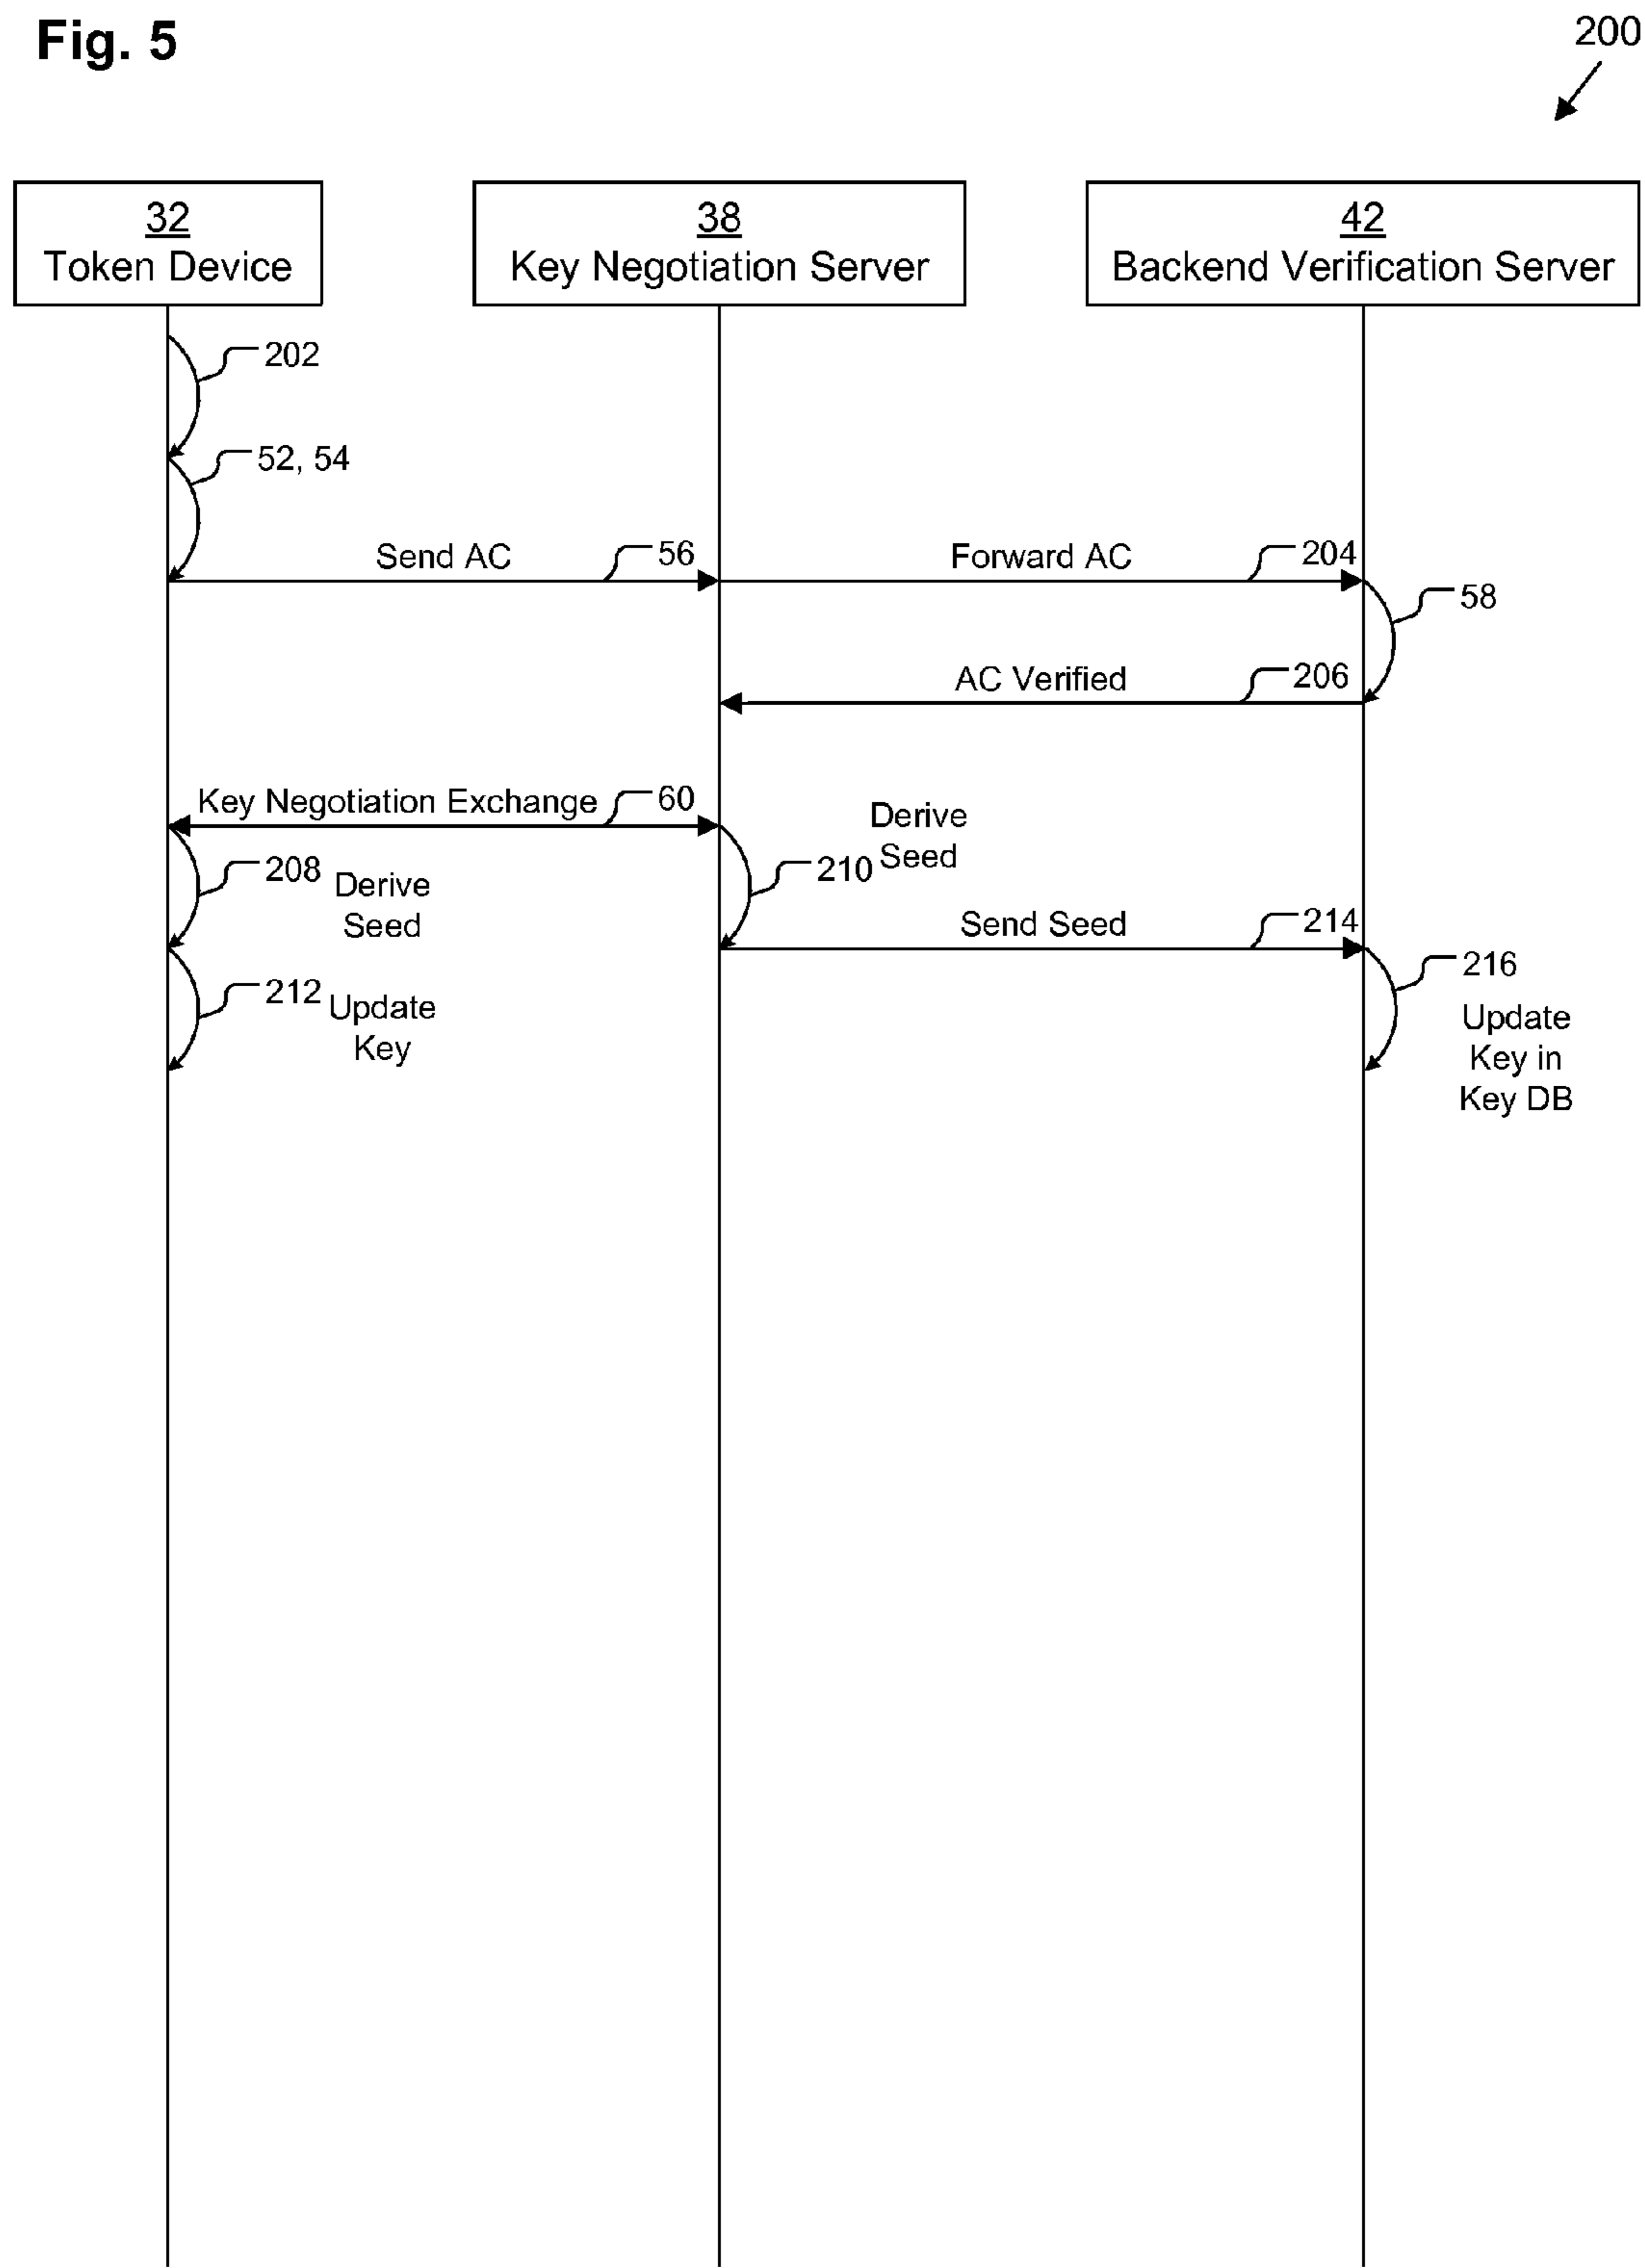 Fig. 5
200
32
Token Device
38
Key Negotiation Server
42
Backend Verification Server
202
52, 54
Send AC
56
Forward AC
204
58
AC Verified
206
Key Negotiation Exchange
60
Derive
Seed
210
208
Derive
Seed
Send Seed
214
212
Update
Key
216
Update
Key in
Key DB